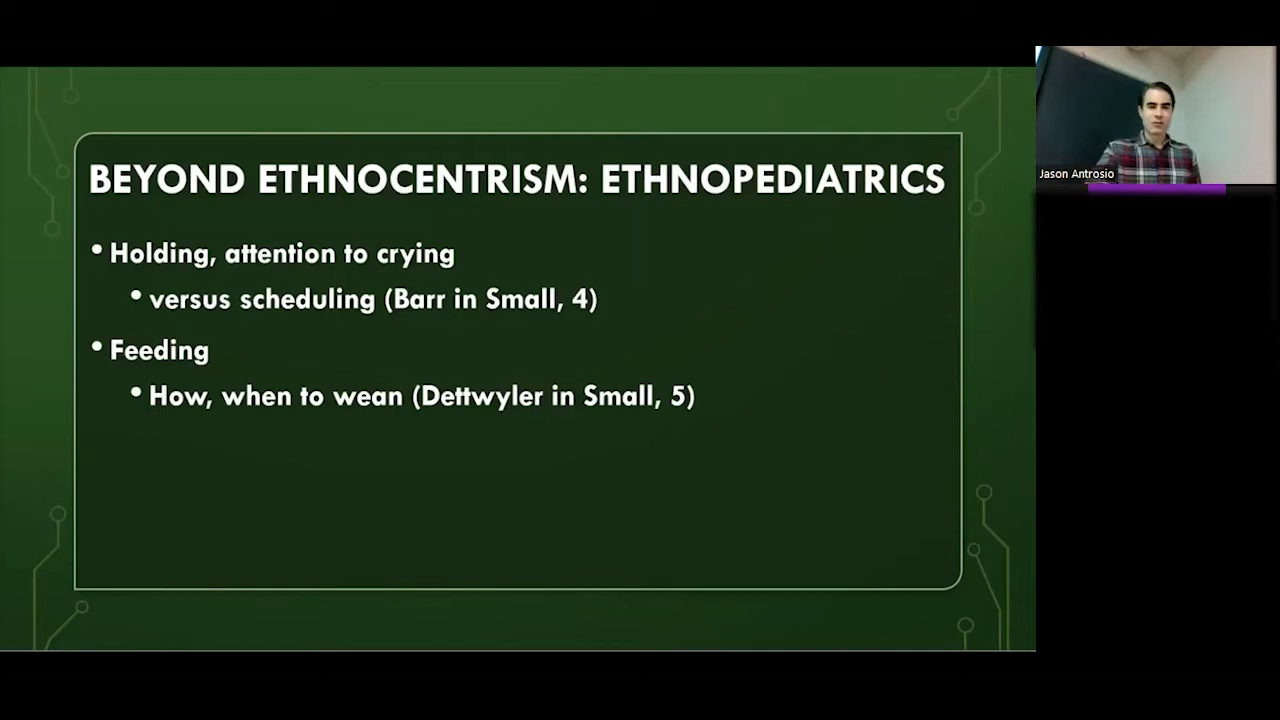 BEYOND ETHNOCENTRISM: ETHNOPEDIATRICS
• Holding, attention to crying
• versus scheduling (Barr in Small, 4)
• Feeding
• How, when to wean (Dettwyler in Small, 5)
Jason Antrosio